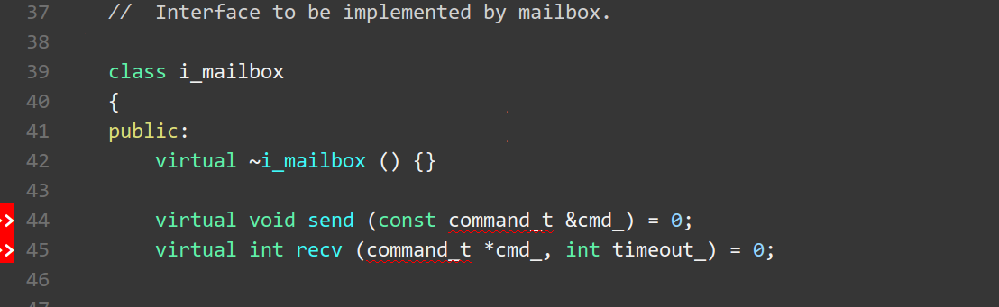 37 //  Interface to be implemented by mailbox.
38
39 class i_mailbox
40 {
41 public:
42     virtual ~i_mailbox () {}
43
>> 44     virtual void send (const command_t &cmd_) = 0;
>> 45     virtual int recv (command_t *cmd_, int timeout_) = 0;
46